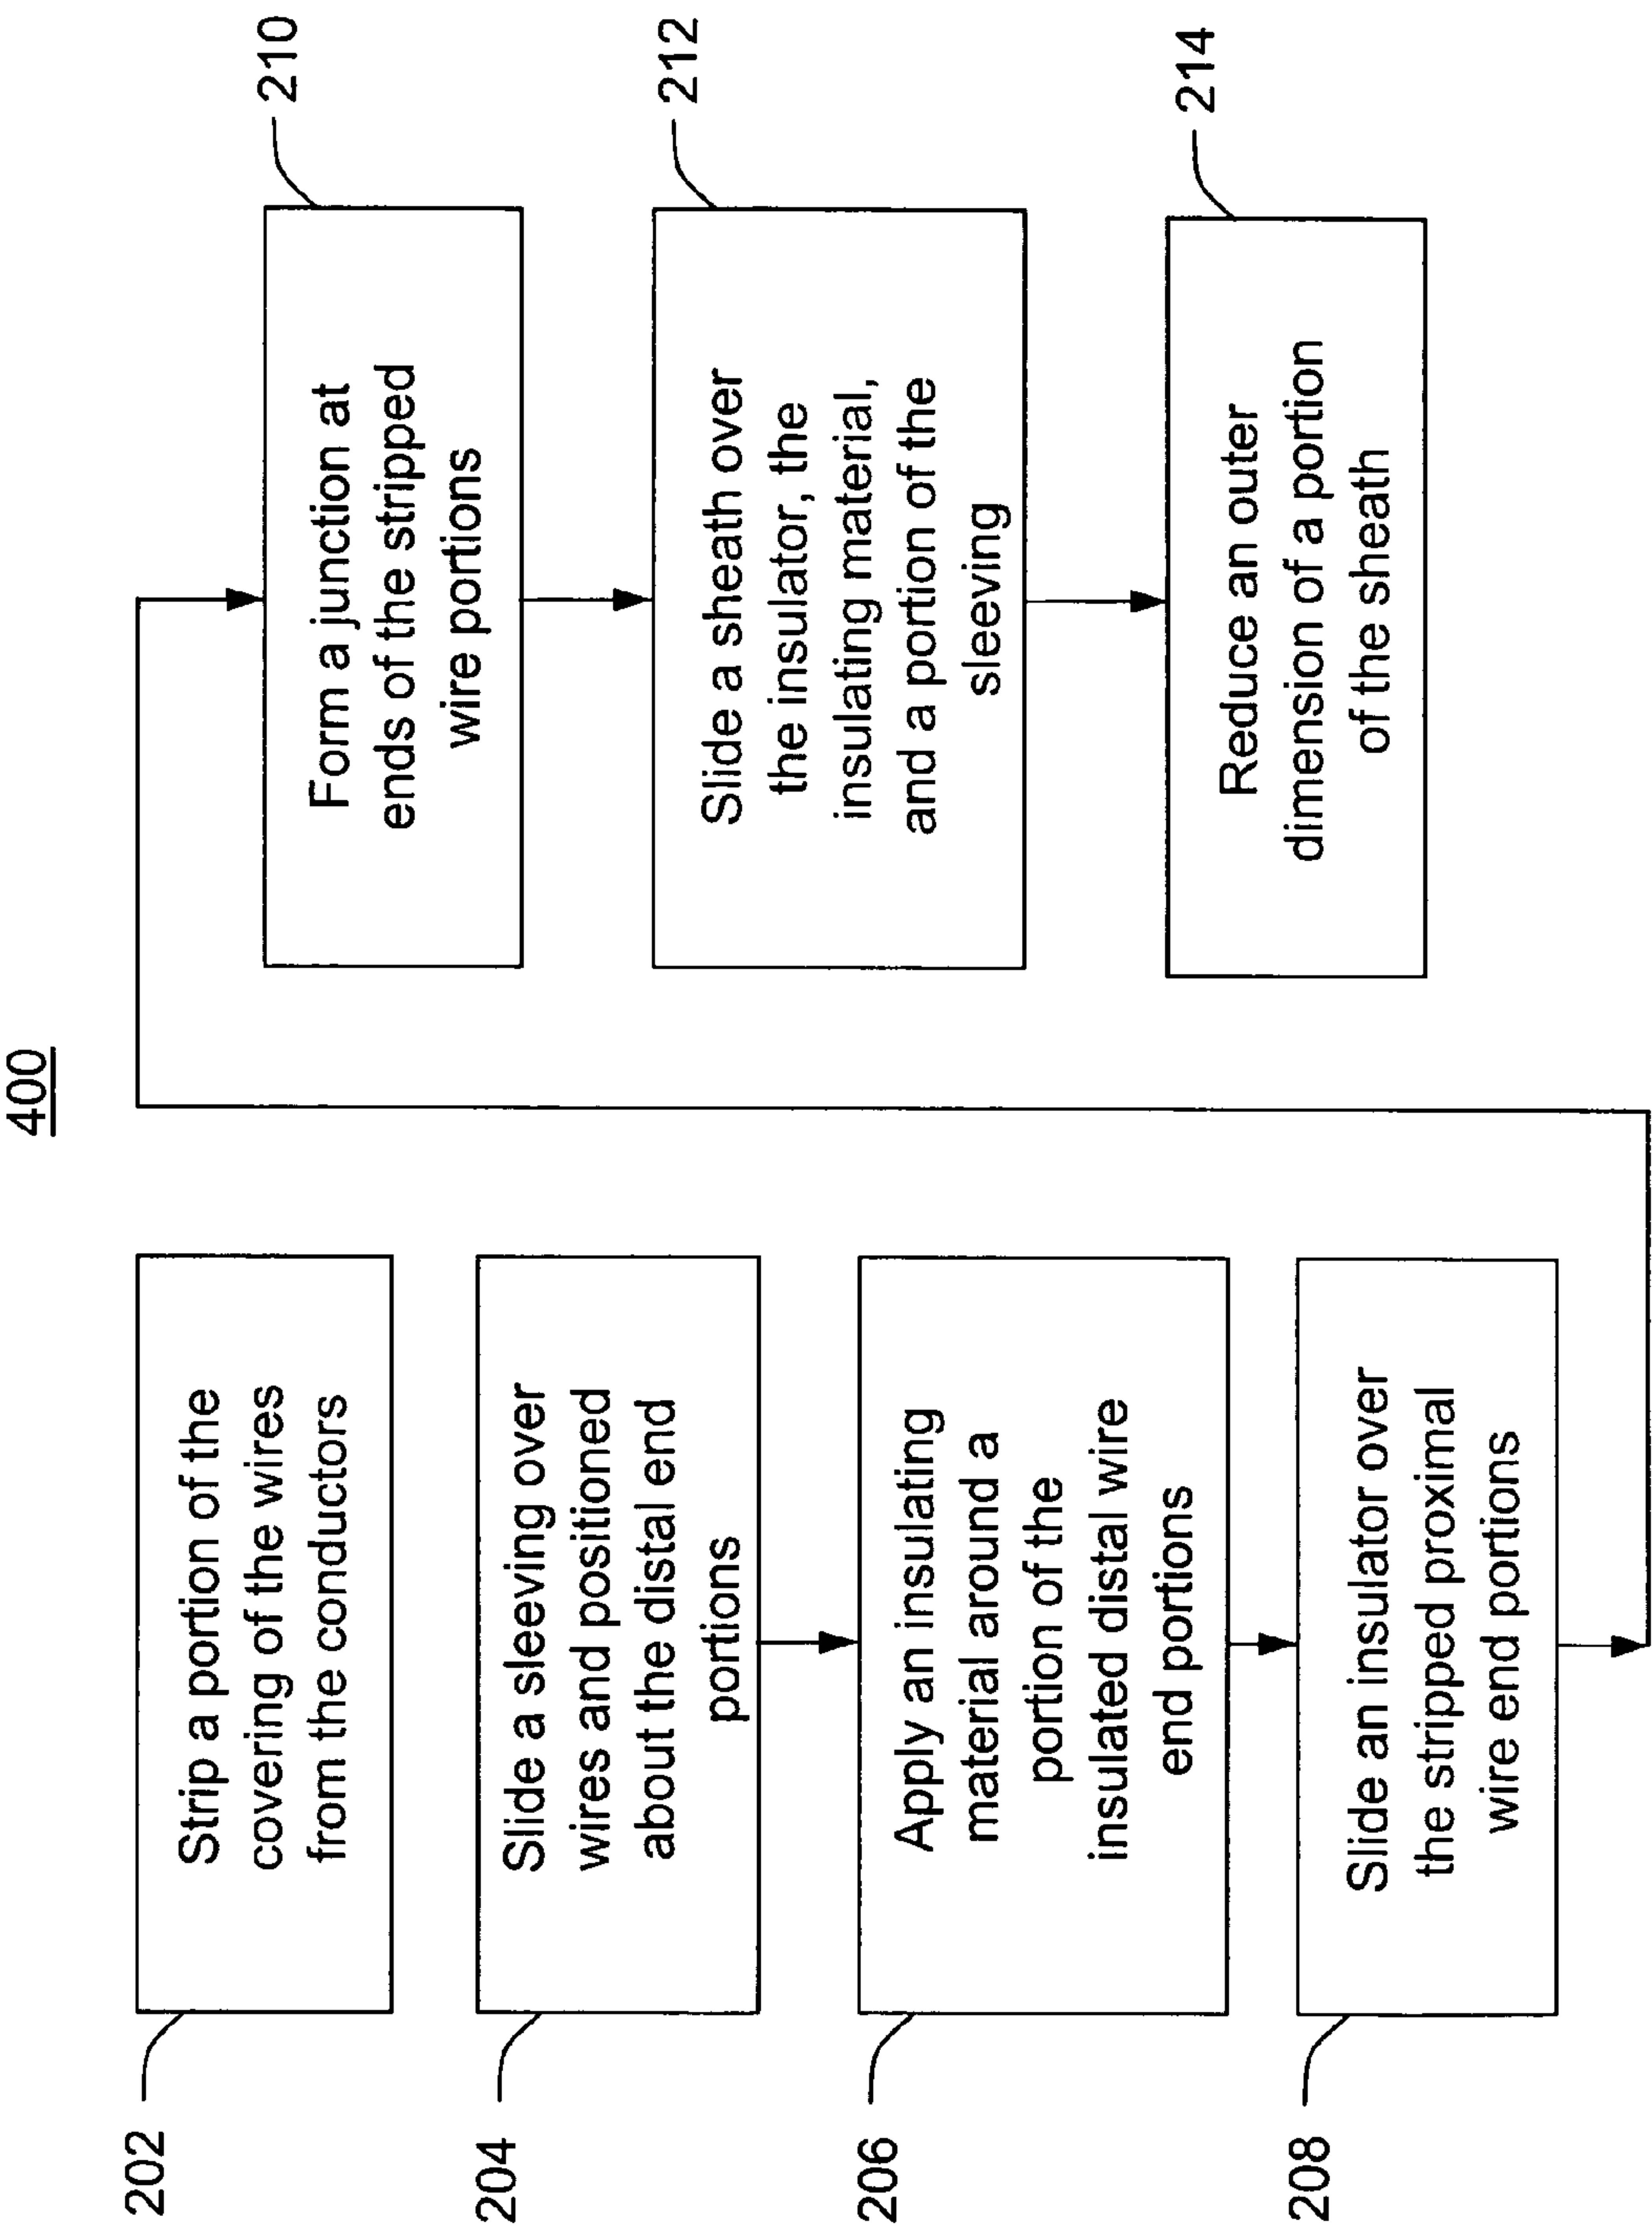 400
202
Strip a portion of the
covering of the wires
from the conductors
204
Slide a sleeving over
wires and positioned
about the distal end
portions
206
Apply an insulating
material around a
portion of the
insulated distal wire
end portions
208
Slide an insulator over
the stripped proximal
wire end portions
210
Form a junction at
ends of the stripped
wire portions
212
Slide a sheath over
the insulator, the
insulating material,
and a portion of the
sleeving
214
Reduce an outer
dimension of a portion
of the sheath